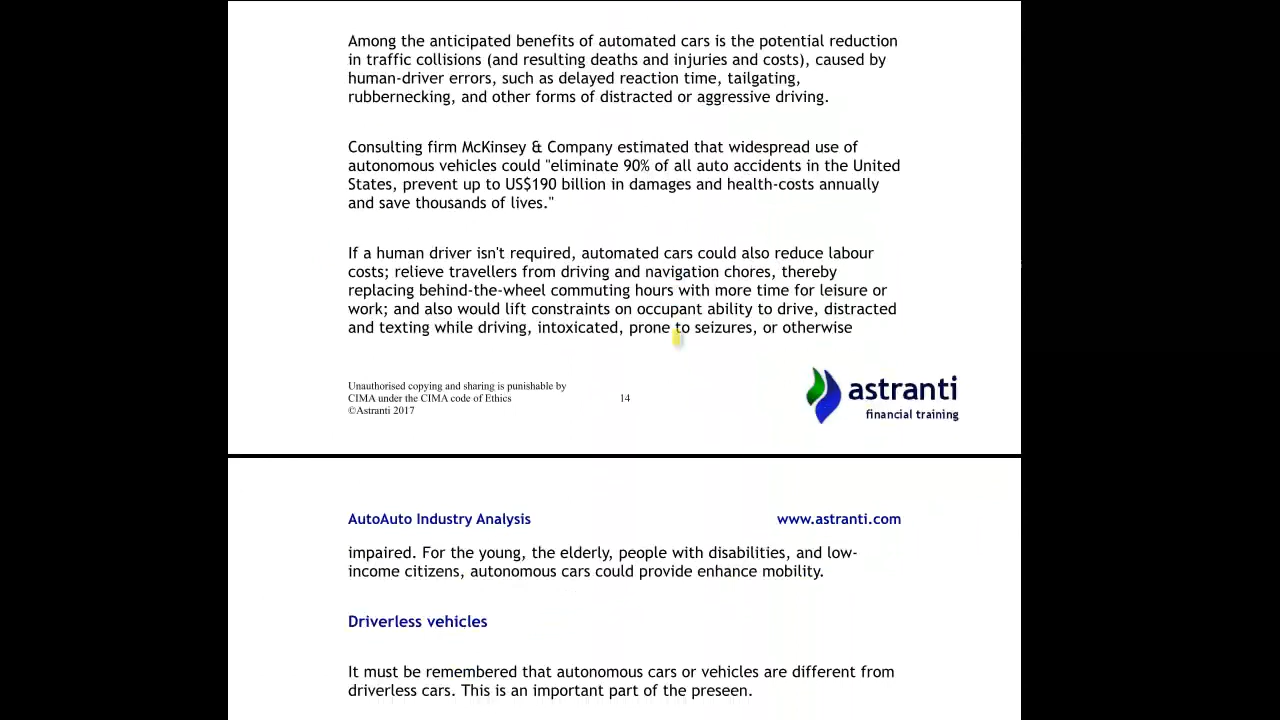 Among the anticipated benefits of automated cars is the potential reduction
in traffic collisions (and resulting deaths and injuries and costs), caused by
human-driver errors, such as delayed reaction time, tailgating,
rubbernecking, and other forms of distracted or aggressive driving.
Consulting firm McKinsey & Company estimated that widespread use of
autonomous vehicles could "eliminate 90% of all auto accidents in the United
States, prevent up to US$190 billion in damages and health-costs annually
and save thousands of lives."
If a human driver isn't required, automated cars could also reduce labour
costs; relieve travellers from driving and navigation chores, thereby
replacing behind-the-wheel commuting hours with more time for leisure or
work; and also would lift constraints on occupant ability to drive, distracted
and texting while driving, intoxicated, prone to seizures, or otherwise
Unauthorised copying and sharing is punishable by
CIMA under the CIMA code of Ethics
©Astranti 2017
14
astranti
financial training
AutoAuto Industry Analysis
www.astranti.com
impaired. For the young, the elderly, people with disabilities, and low-
income citizens, autonomous cars could provide enhance mobility.
Driverless vehicles
It must be remembered that autonomous cars or vehicles are different from
driverless cars. This is an important part of the preseen.